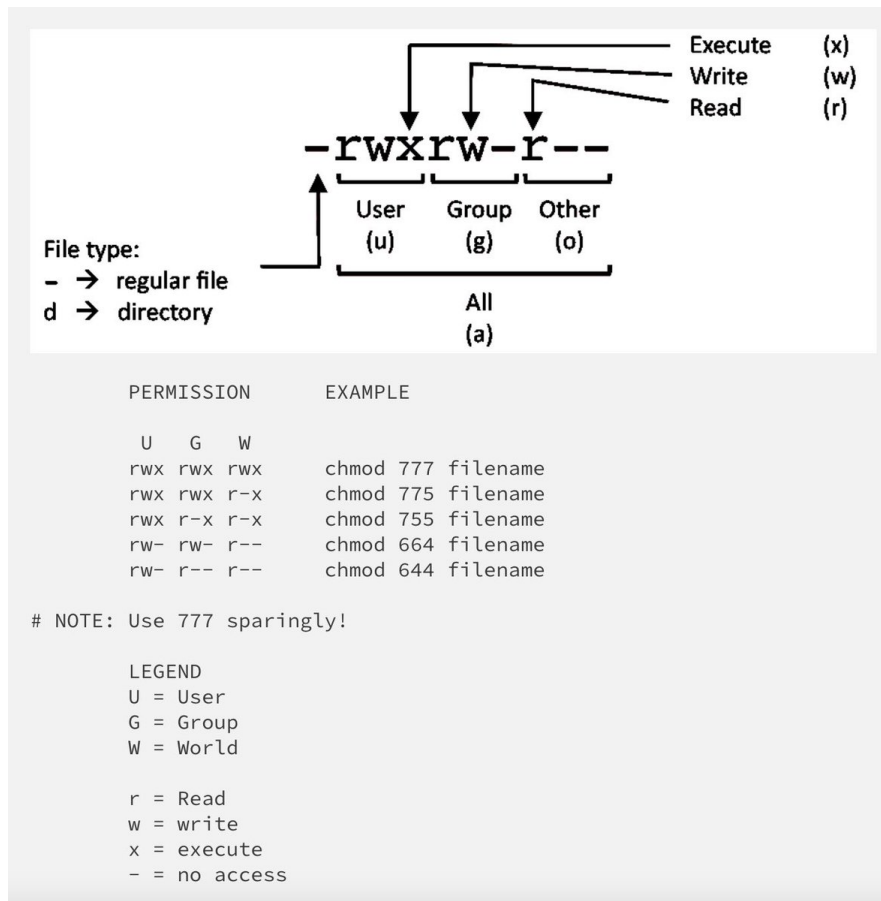 Execute (x)
Write (w)
Read (r)
-rwxrw-r--
User Group Other
(u) (g) (o)
File type:
- → regular file
d → directory
All
(a)
PERMISSION EXAMPLE
U G W
rwx rwx rwx chmod 777 filename
rwx rwx r-x chmod 775 filename
rwx r-x r-x chmod 755 filename
rw- rw- r-- chmod 664 filename
rw- r-- r-- chmod 644 filename
# NOTE: Use 777 sparingly!
LEGEND
U = User
G = Group
W = World
r = Read
w = write
x = execute
- = no access